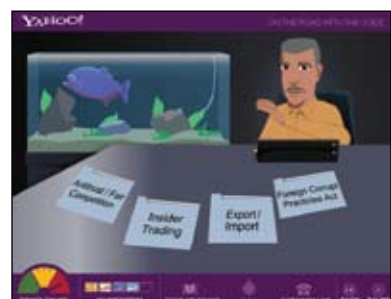 YAHOO!
ON THE ROAD WITH THE CODE
Antitrust / Fair
Competition
Insider
Trading
Export /
Import
Foreign Corrupt
Practices Act